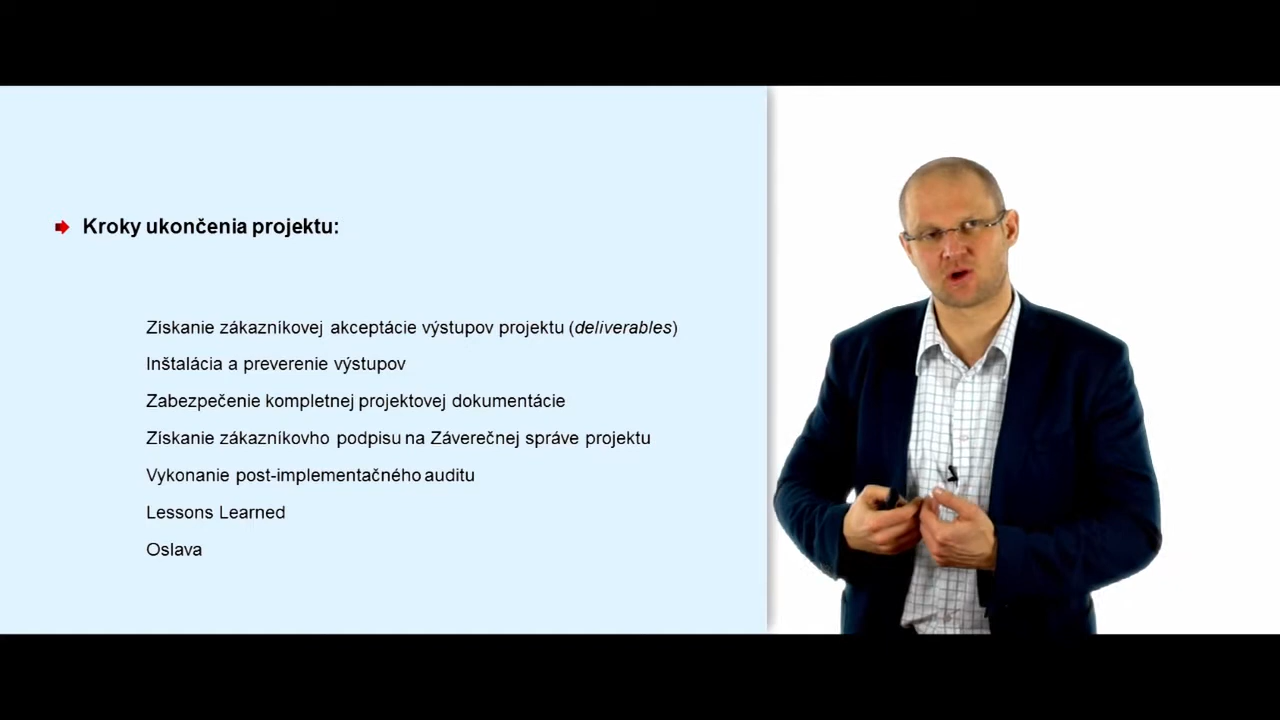 Kroky ukončenia projektu:
Získanie zákazníkovej akceptácie výstupov projektu (deliverables)
Inštalácia a preverenie výstupov
Zabezpečenie kompletnej projektovej dokumentácie
Získanie zákazníkovho podpisu na Záverečnej správe projektu
Vykonanie post-implementačného auditu
Lessons Learned
Oslava